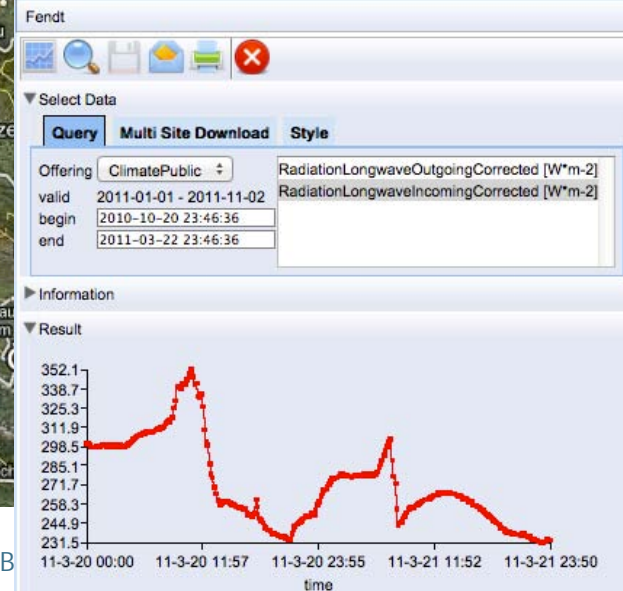 Fendt
Select Data
Query Multi Site Download Style
Offering ClimatePublic
valid 2011-01-01 - 2011-11-02
begin 2010-10-20 23:46:36
end 2011-03-22 23:46:36
RadiationLongwaveOutgoingCorrected [W*m-2]
RadiationLongwaveIncomingCorrected [W*m-2]
Information
Result
352.1
338.7
325.3
311.9
298.5
285.1
271.7
258.3
244.9
231.5
11-3-20 00:00 11-3-20 11:57 11-3-20 23:55 11-3-21 11:52 11-3-21 23:50
time
B